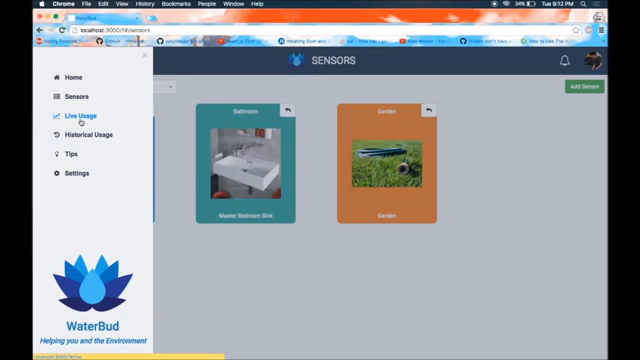 Chrome File Edit View History Bookmarks People Window Help
34% Tue 9:12 PM
WaterBud
localhost:3000/?#/sensors
SENSORS
Add Sensor
Home
Sensors
Live Usage
Historical Usage
Tips
Settings
Bathroom
Garden
Master Bedroom Sink
Garden
WaterBud
Helping you and the Environment